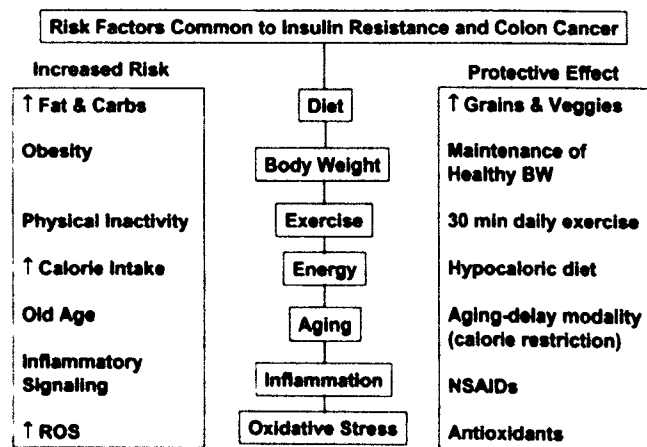 Risk Factors Common to Insulin Resistance and Colon Cancer
Increased Risk
Protective Effect
↑ Fat & Carbs
Diet
↑ Grains & Veggies
Obesity
Body Weight
Maintenance of
Healthy BW
Physical Inactivity
Exercise
30 min daily exercise
↑ Calorie Intake
Energy
Hypocaloric diet
Old Age
Aging
Aging-delay modality
(calorie restriction)
Inflammatory
Signaling
Inflammation
NSAIDs
↑ ROS
Oxidative Stress
Antioxidants